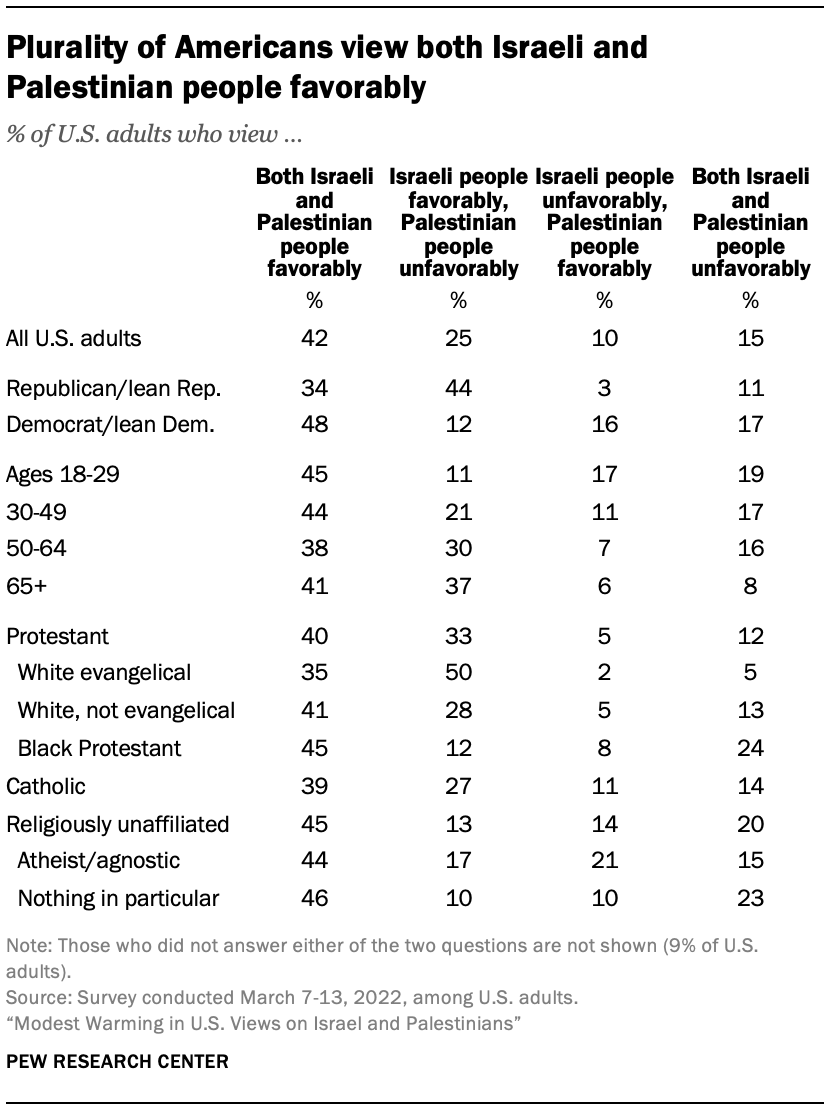 Plurality of Americans view both Israeli and
Palestinian people favorably
% of U.S. adults who view ...
Both Israeli and Palestinian people favorably
Israeli people favorably, Palestinian people unfavorably
Israeli people unfavorably, Palestinian people favorably
Both Israeli and Palestinian people unfavorably
% % % %
All U.S. adults 42 25 10 15
Republican/lean Rep. 34 44 3 11
Democrat/lean Dem. 48 12 16 17
Ages 18-29 45 11 17 19
30-49 44 21 11 17
50-64 38 30 7 16
65+ 41 37 6 8
Protestant 40 33 5 12
White evangelical 35 50 2 5
White, not evangelical 41 28 5 13
Black Protestant 45 12 8 24
Catholic 39 27 11 14
Religiously unaffiliated 45 13 14 20
Atheist/agnostic 44 17 21 15
Nothing in particular 46 10 10 23
Note: Those who did not answer either of the two questions are not shown (9% of U.S.
adults).
Source: Survey conducted March 7-13, 2022, among U.S. adults.
“Modest Warming in U.S. Views on Israel and Palestinians”
PEW RESEARCH CENTER